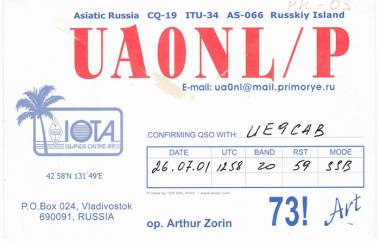 PK-03
Asiatic Russia CQ-19 ITU-34 AS-066 Russkiy Island
UA0NL/P
E-mail: ua0nl@mail.primorye.ru
IOTA
ISLANDS ON THE AIR
CONFIRMING QSO WITH: UE9CAB
DATE UTC BAND RST MODE
26.07.01 1258 20 59 SSB
42°58'N 131°49'E
P.O.Box 024, Vladivostok
690091, RUSSIA
op. Arthur Zorin
73! Art